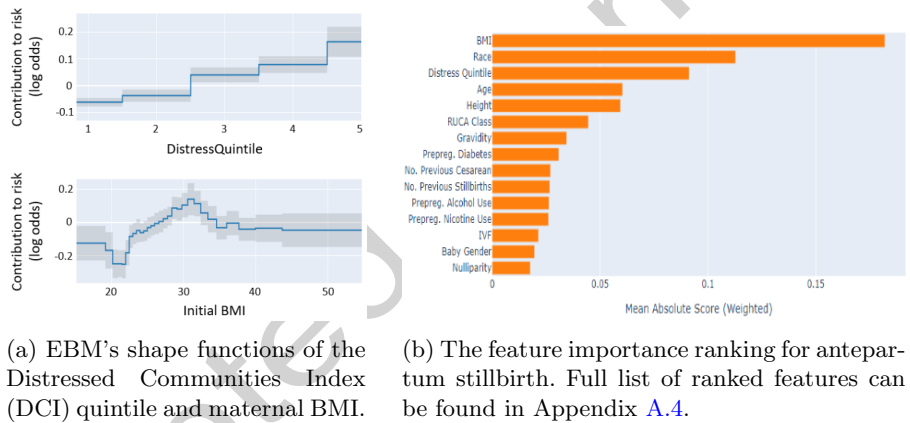 Contribution to risk
(log odds)
0.2
0.1
0
-0.1
1 2 3 4 5
DistressQuintile
Contribution to risk
(log odds)
0.2
0
-0.2
20 30 40 50
Initial BMI
(a) EBM's shape functions of the
Distressed Communities Index
(DCI) quintile and maternal BMI.
BMI
Race
Distress Quintile
Age
Height
RUCA Class
Gravidity
Prepreg. Diabetes
No. Previous Cesarean
No. Previous Stillbirths
Prepreg. Alcohol Use
Prepreg. Nicotine Use
IVF
Baby Gender
Nulliparity
0 0.05 0.1 0.15
Mean Absolute Score (Weighted)
(b) The feature importance ranking for antepar-
tum stillbirth. Full list of ranked features can
be found in Appendix A.4.